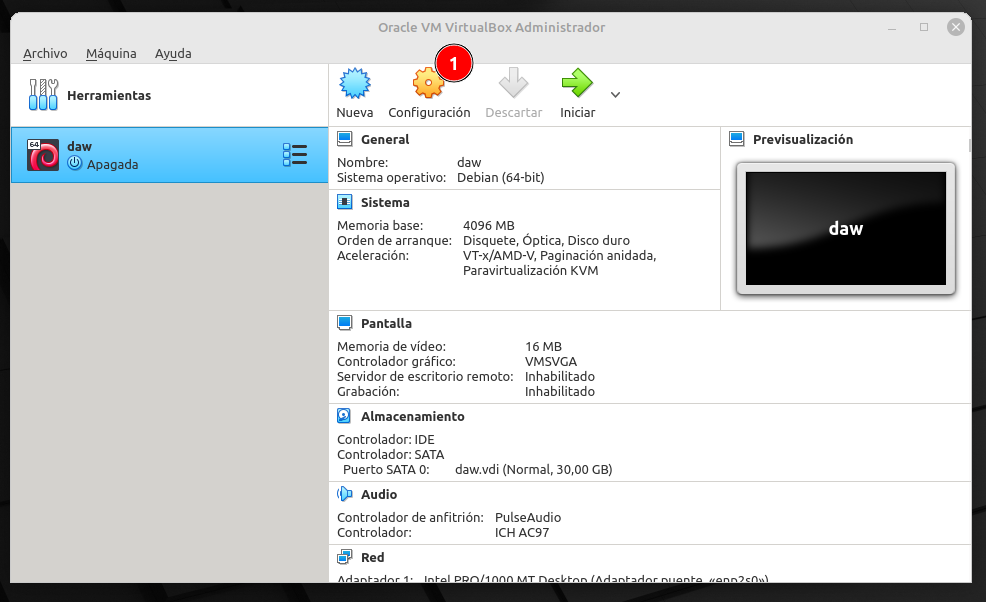 Oracle VM VirtualBox Administrador
Archivo Máquina Ayuda
Herramientas
Nueva Configuración Descartar Iniciar
1
64
daw
Apagada
General
Nombre: daw
Sistema operativo: Debian (64-bit)
Previsualización
daw
Sistema
Memoria base: 4096 MB
Orden de arranque: Disquete, Óptica, Disco duro
Aceleración: VT-x/AMD-V, Paginación anidada,
Paravirtualización KVM
Pantalla
Memoria de vídeo: 16 MB
Controlador gráfico: VMSVGA
Servidor de escritorio remoto: Inhabilitado
Grabación: Inhabilitado
Almacenamiento
Controlador: IDE
Controlador: SATA
Puerto SATA 0: daw.vdi (Normal, 30,00 GB)
Audio
Controlador de anfitrión: PulseAudio
Controlador: ICH AC97
Red
Adaptador 1: Intel PRO/1000 MT Desktop (Adaptador puente, «enp2s0»)